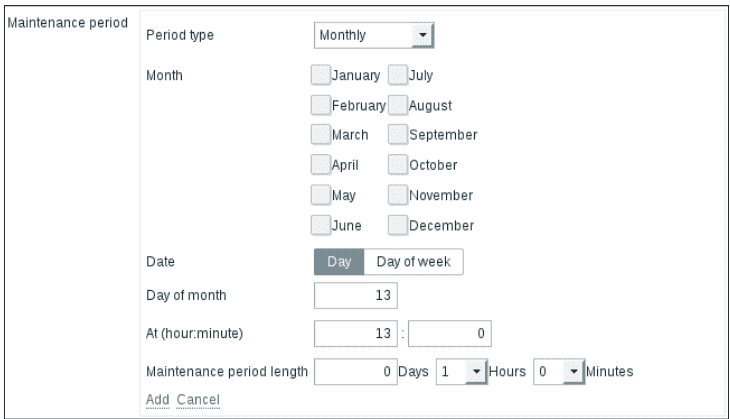 Maintenance period
Period type Monthly
Month January July
February August
March September
April October
May November
June December
Date Day Day of week
Day of month 13
At (hour:minute) 13 : 0
Maintenance period length 0 Days 1 Hours 0 Minutes
Add Cancel